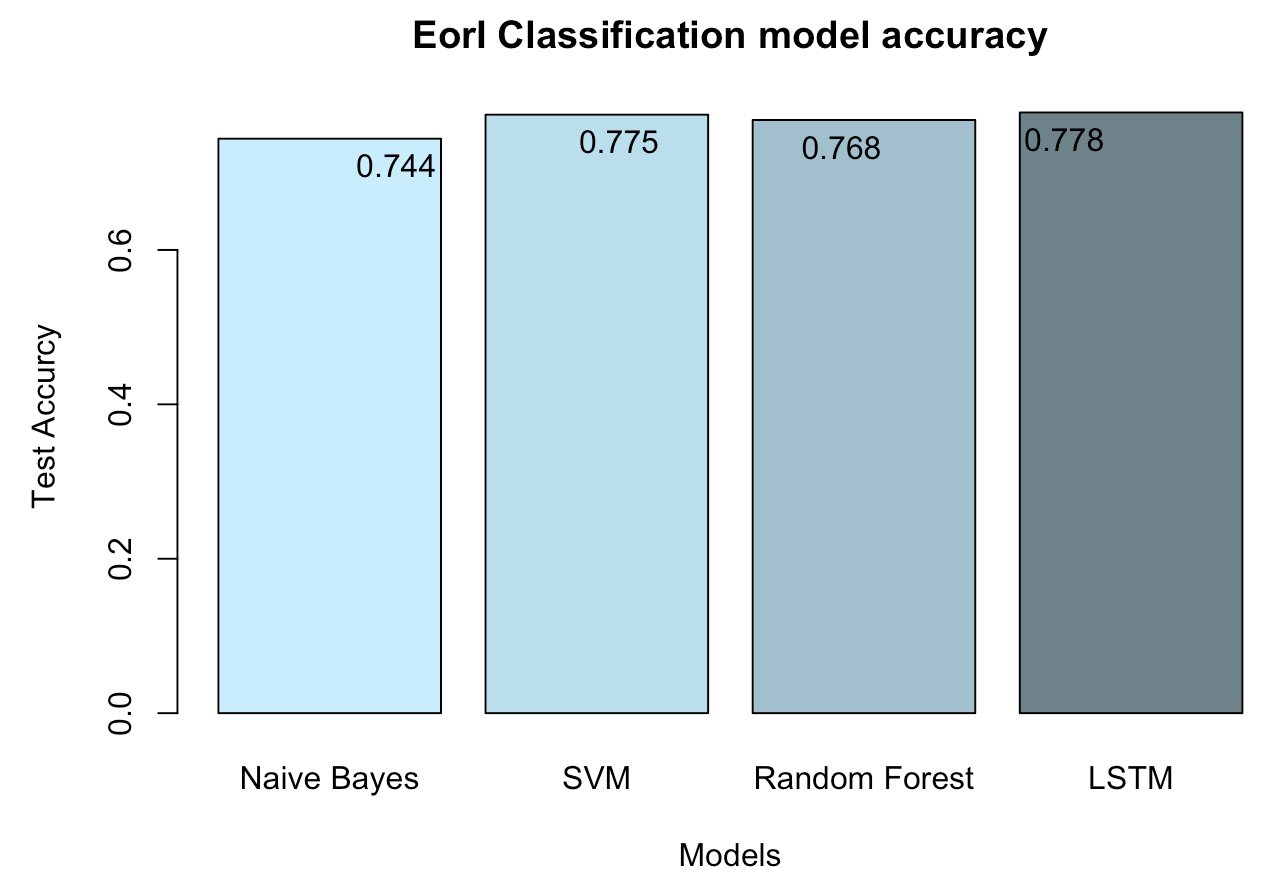 EorI Classification model accuracy
0.744
0.775
0.768
0.778
0.6
0.4
0.2
0.0
Test Accurcy
Naive Bayes
SVM
Random Forest
LSTM
Models